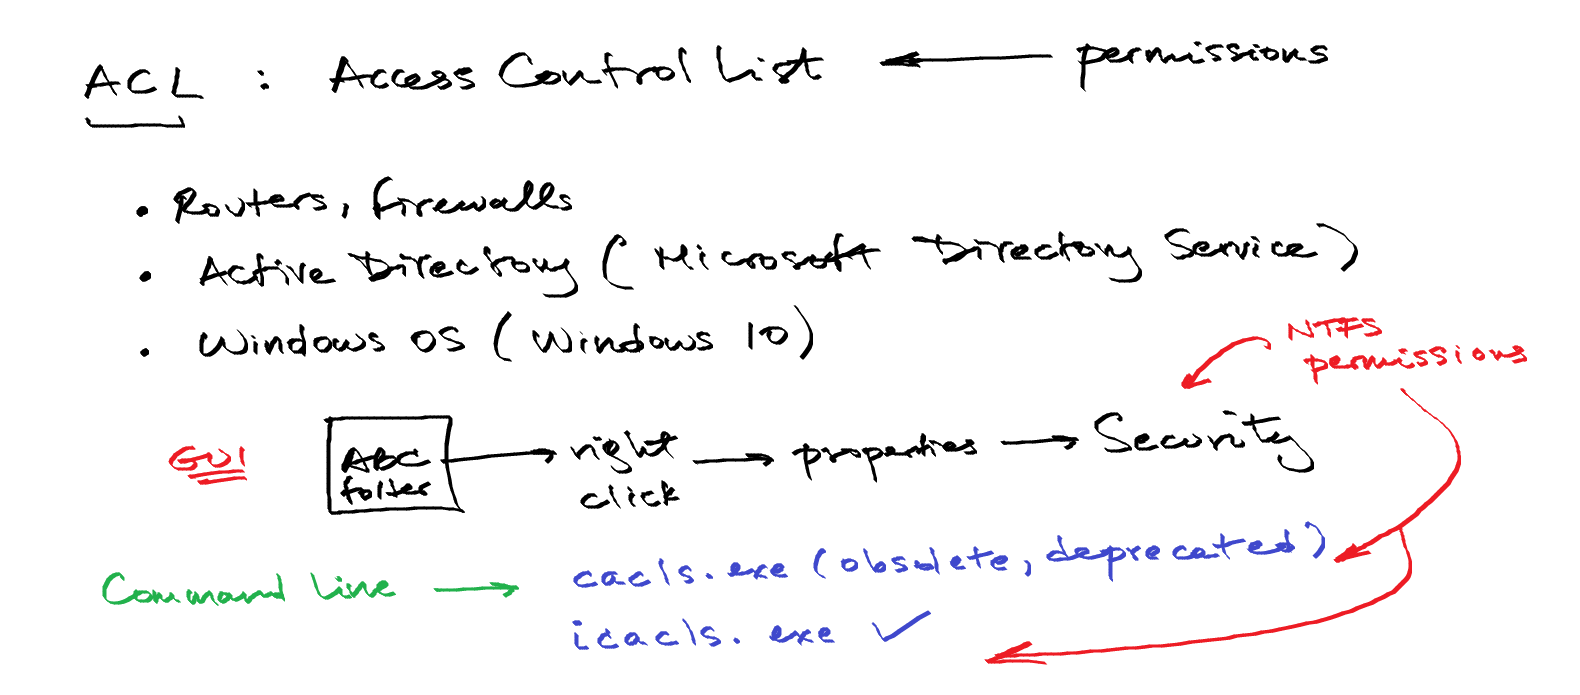 ACL : Access Control List ← permissions
• Routers, firewalls
• Active Directory ( Microsoft Directory Service )
• Windows OS ( Windows 10 )
NTFS
permissions
GUI
ABC
folder
→ right
click
→ properties → Security
Command Line → cacls.exe ( obsolete, deprecated )
icacls.exe ✓